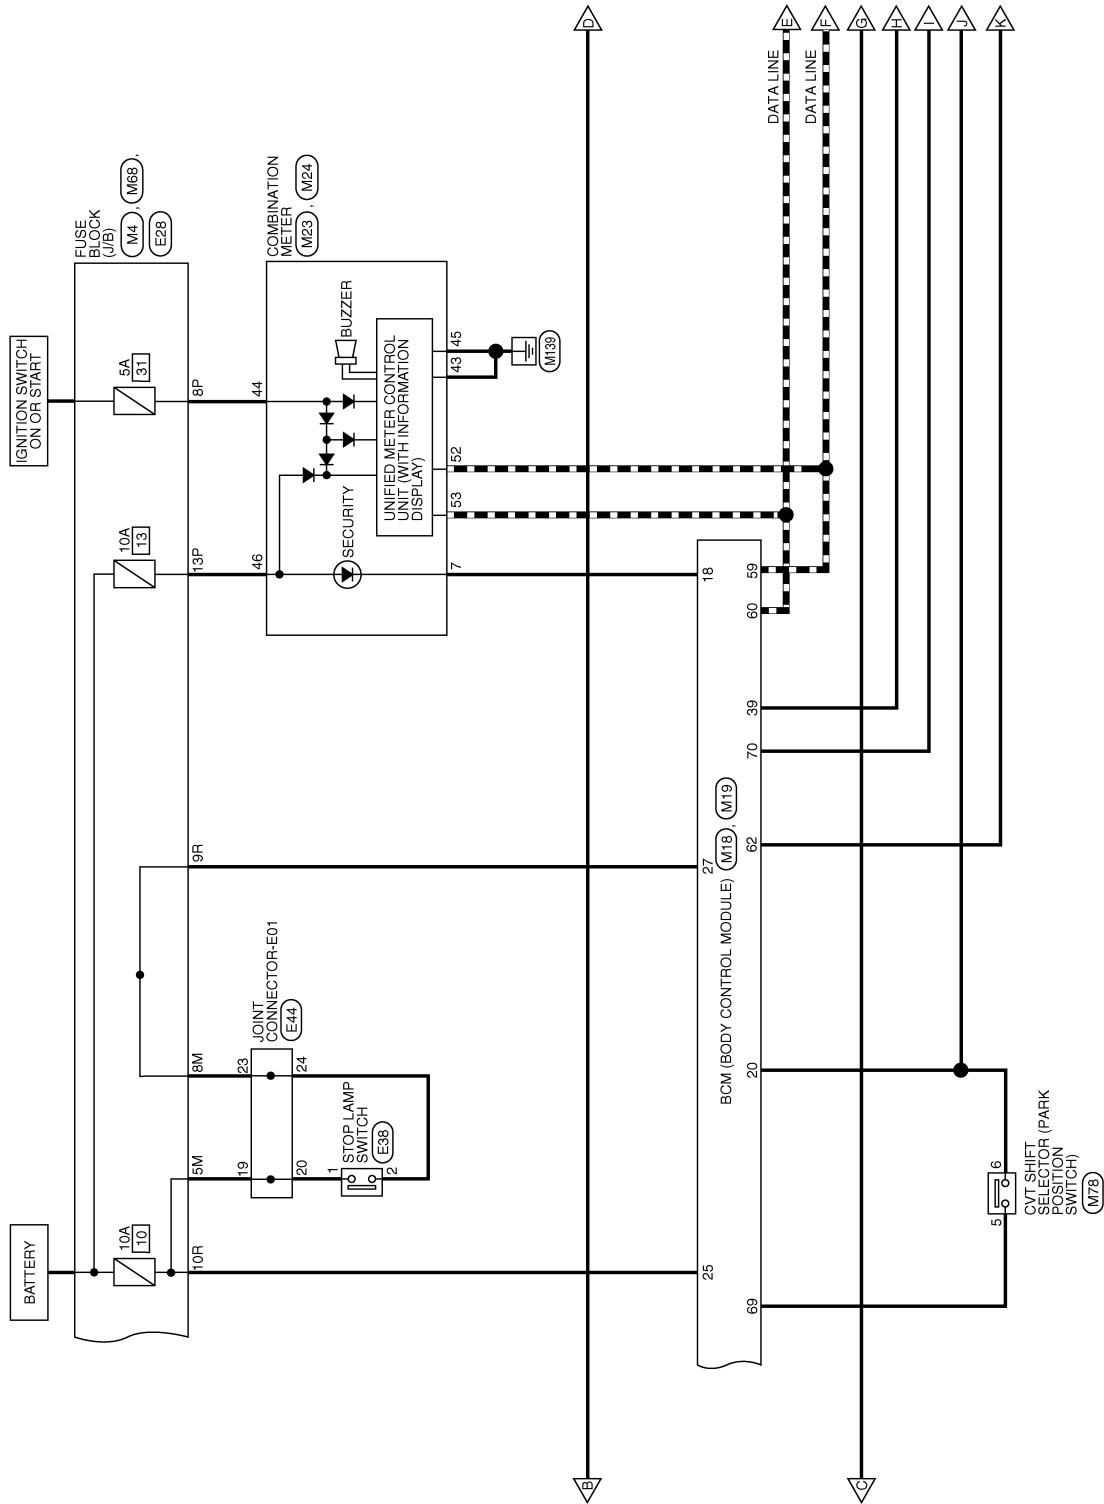 BATTERY
IGNITION SWITCH
ON OR START
10A
10
10A
13
5A
31
FUSE
BLOCK
(J/B)
M4 , M68 ,
E28
10R
5M
8M
9R
13P
8P
19
23
JOINT
CONNECTOR-E01
E44
20
24
1
STOP LAMP
SWITCH
E38
2
46
44
COMBINATION
METER
M23 , M24
SECURITY
BUZZER
UNIFIED METER CONTROL
UNIT (WITH INFORMATION
DISPLAY)
7
53
52
43
45
M139
B
D
25
27
18
BCM (BODY CONTROL MODULE)
M18 , M19
69
20
62
70
39
60
59
DATA LINE
E
DATA LINE
F
C
G
H
I
J
K
5
6
CVT SHIFT
SELECTOR (PARK
POSITION
SWITCH)
M78